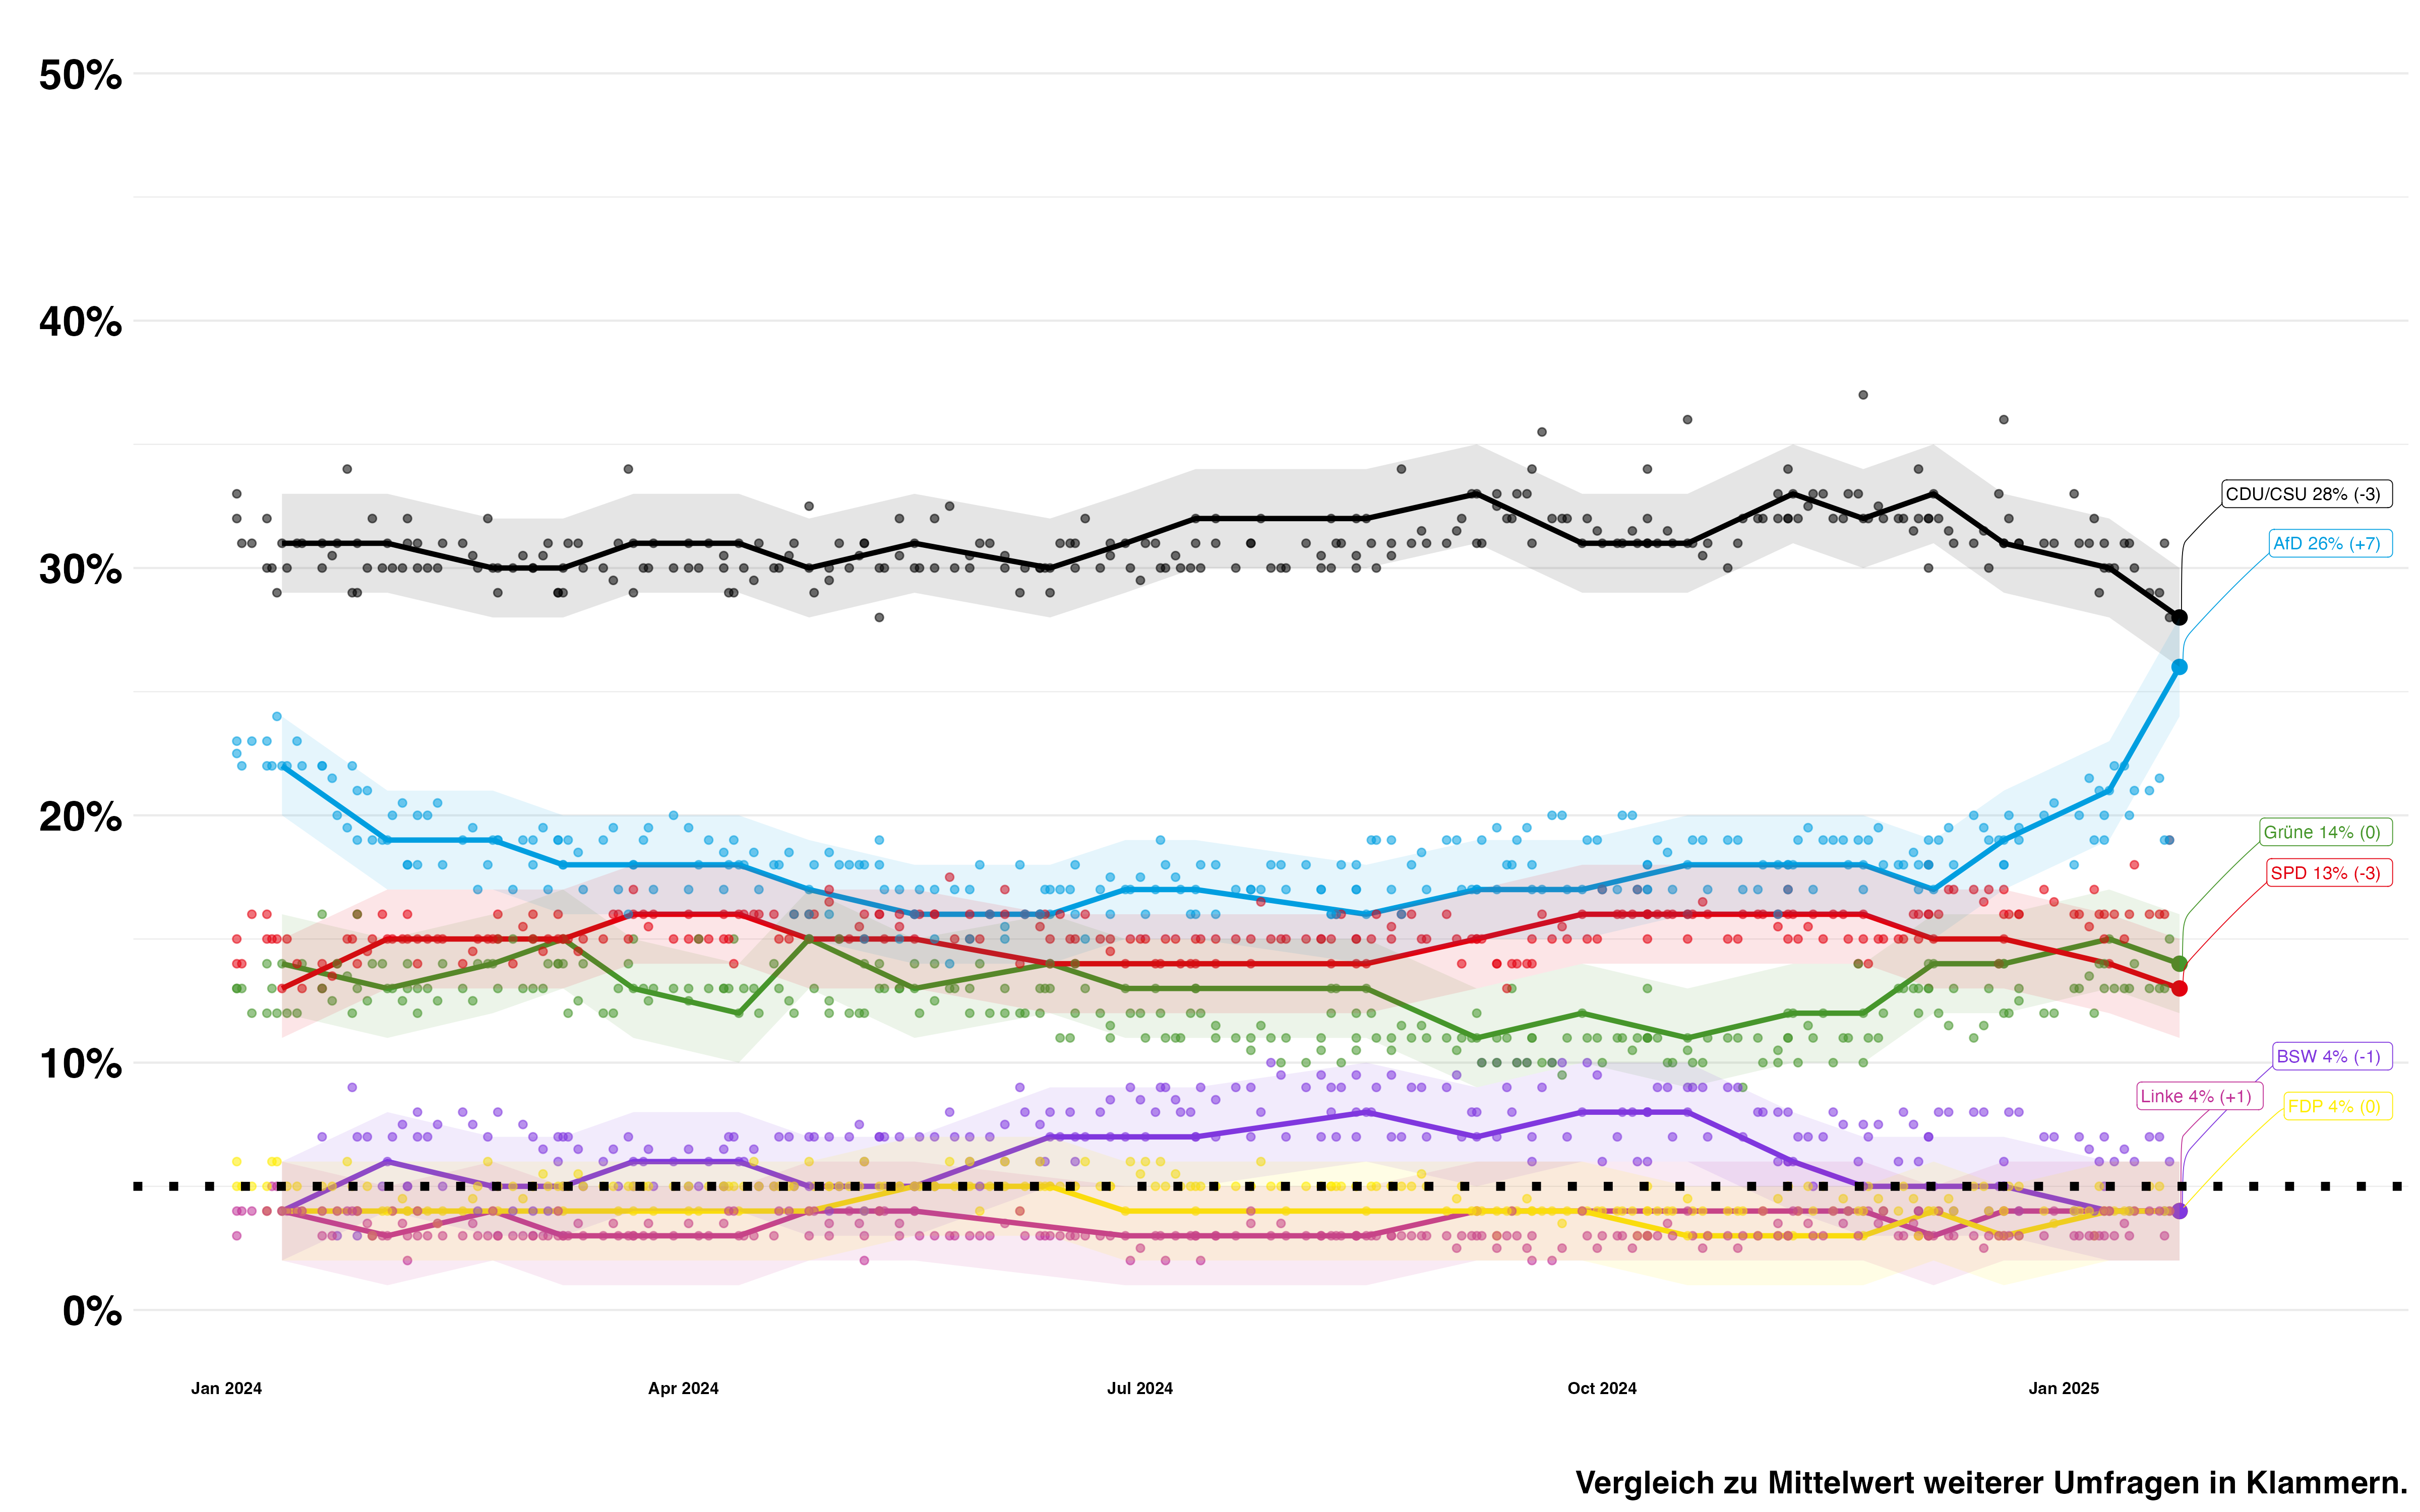 50%
40%
30%
20%
10%
0%
CDU/CSU 28% (-3)
AfD 26% (+7)
Grüne 14% (0)
SPD 13% (-3)
BSW 4% (-1)
Linke 4% (+1)
FDP 4% (0)
Jan 2024
Apr 2024
Jul 2024
Oct 2024
Jan 2025
Vergleich zu Mittelwert weiterer Umfragen in Klammern.